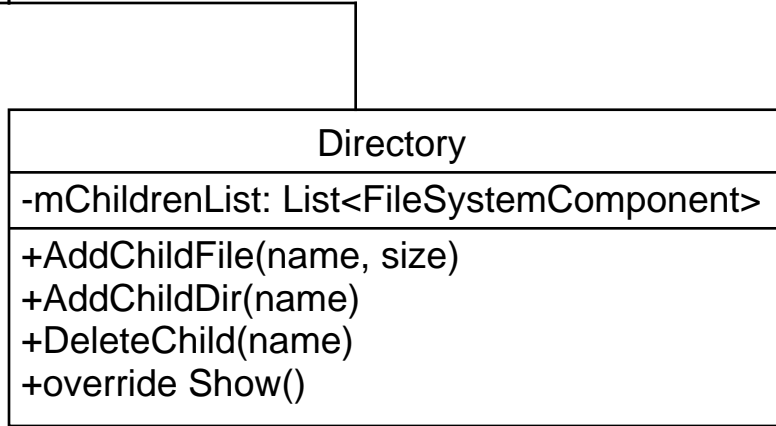 Directory
-mChildrenList: List<FileSystemComponent>
+AddChildFile(name, size)
+AddChildDir(name)
+DeleteChild(name)
+override Show()